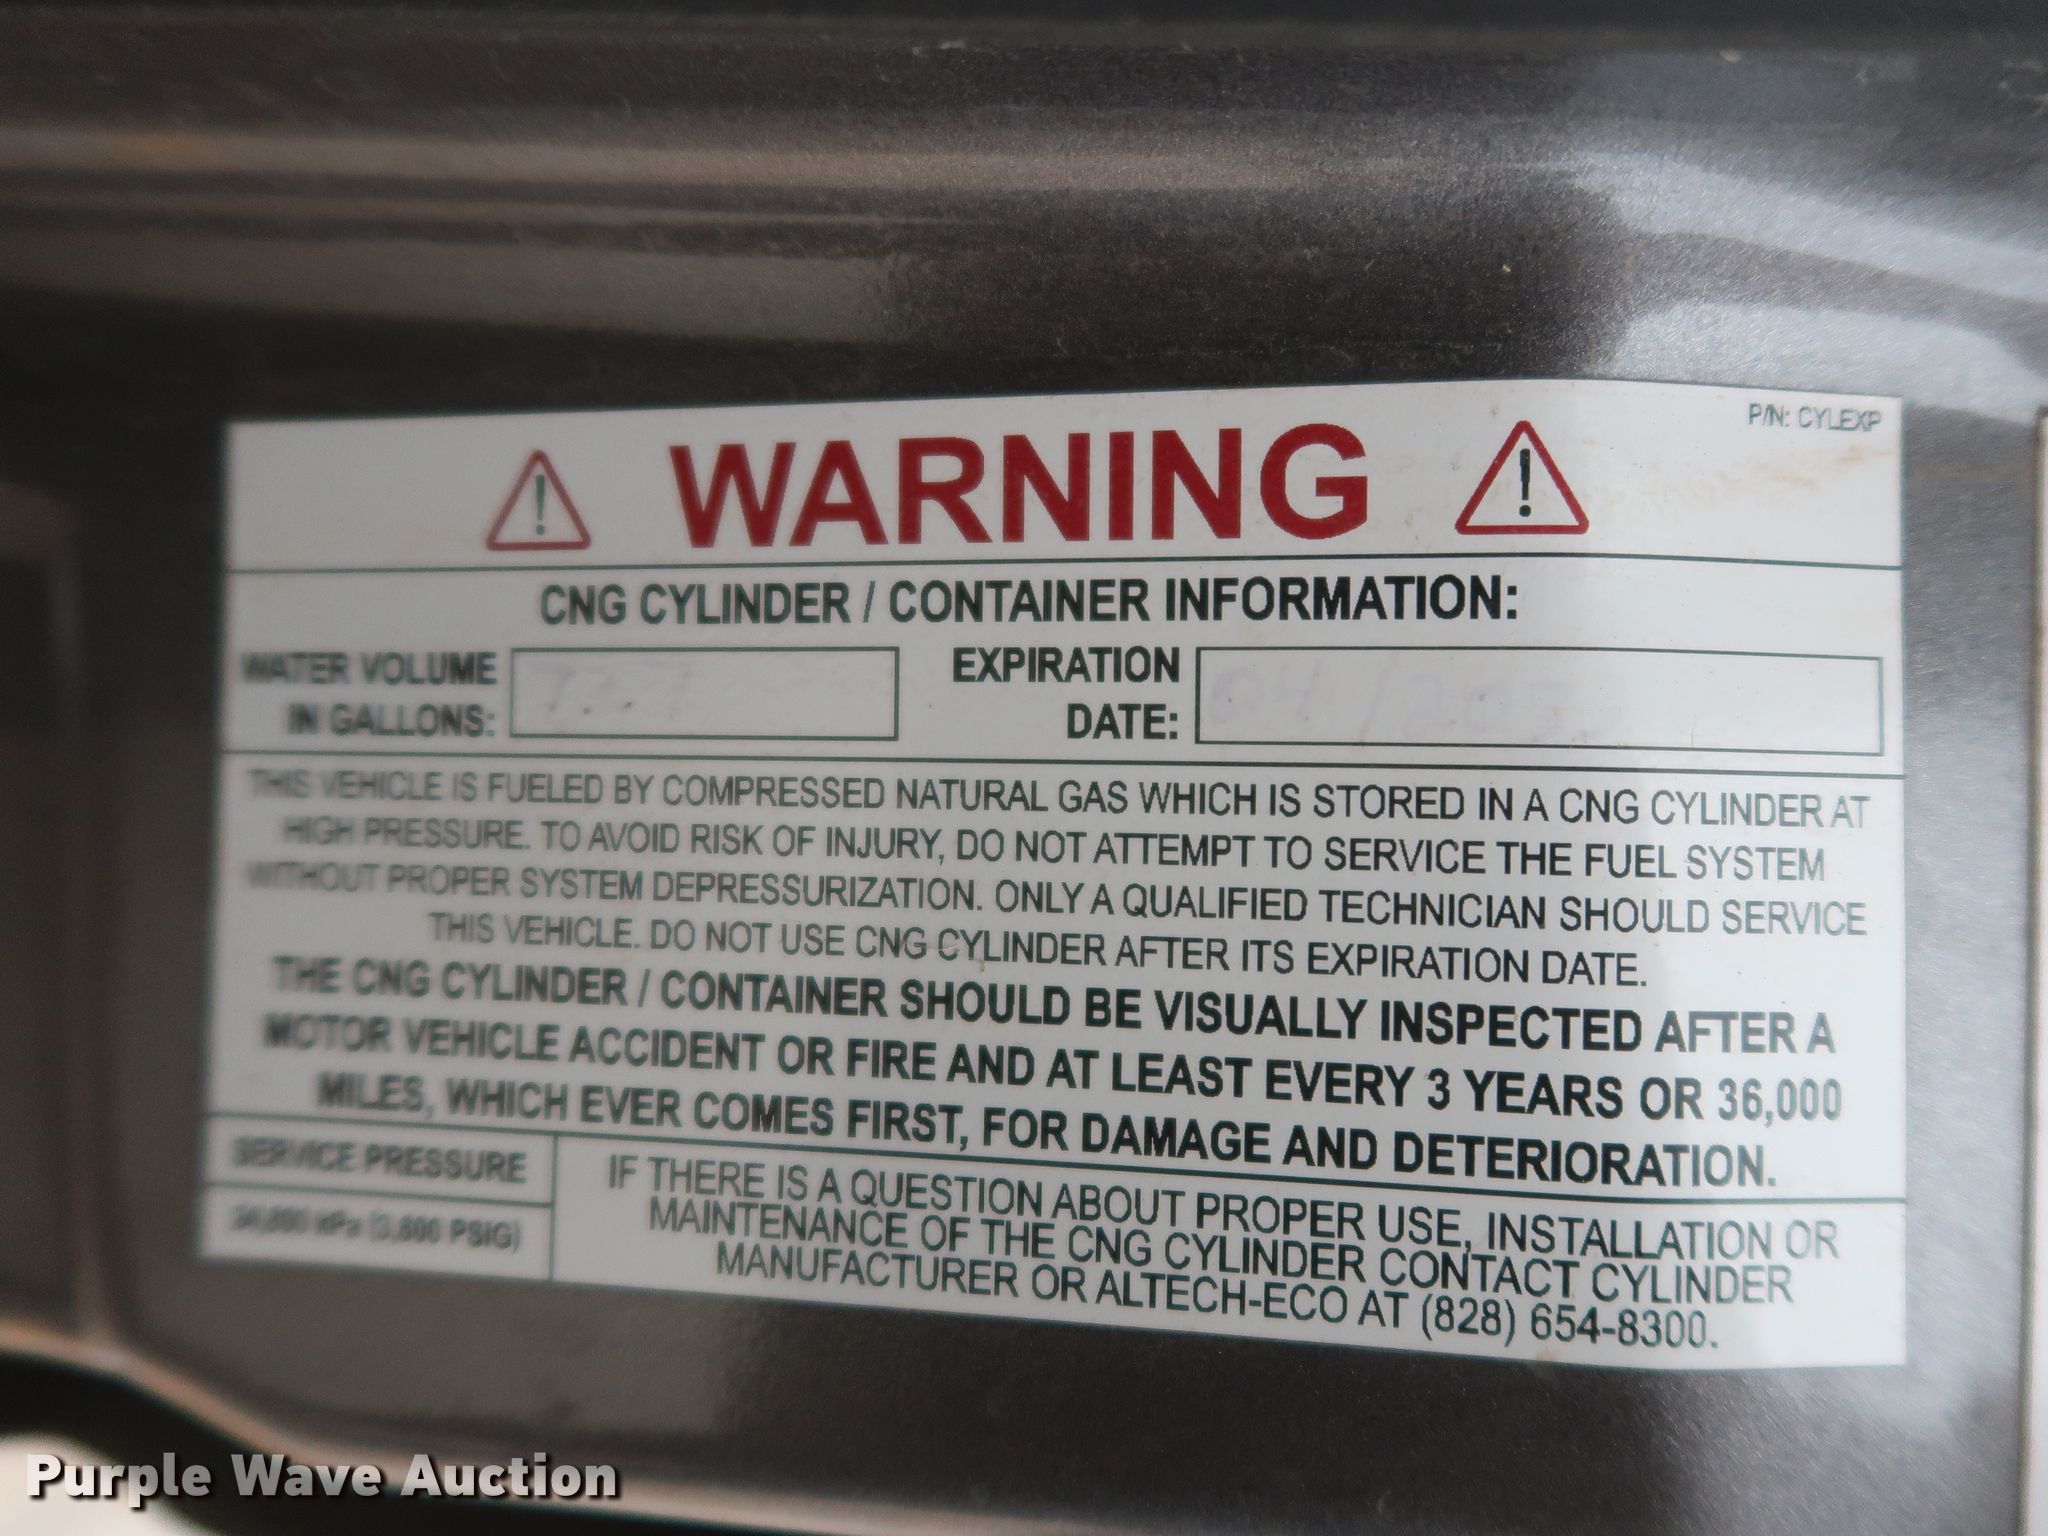 P/N: CYLEXP
WARNING
CNG CYLINDER / CONTAINER INFORMATION:
WATER VOLUME
IN GALLONS:
EXPIRATION
DATE: 04/
THIS VEHICLE IS FUELED BY COMPRESSED NATURAL GAS WHICH IS STORED IN A CNG CYLINDER AT
HIGH PRESSURE. TO AVOID RISK OF INJURY, DO NOT ATTEMPT TO SERVICE THE FUEL SYSTEM
WITHOUT PROPER SYSTEM DEPRESSURIZATION. ONLY A QUALIFIED TECHNICIAN SHOULD SERVICE
THIS VEHICLE. DO NOT USE CNG CYLINDER AFTER ITS EXPIRATION DATE.
THE CNG CYLINDER / CONTAINER SHOULD BE VISUALLY INSPECTED AFTER A
MOTOR VEHICLE ACCIDENT OR FIRE AND AT LEAST EVERY 3 YEARS OR 36,000
MILES, WHICH EVER COMES FIRST, FOR DAMAGE AND DETERIORATION.
SERVICE PRESSURE
kPa (3,600 PSIG)
IF THERE IS A QUESTION ABOUT PROPER USE, INSTALLATION OR
MAINTENANCE OF THE CNG CYLINDER CONTACT CYLINDER
MANUFACTURER OR ALTECH-ECO AT (828) 654-8300.
Purple Wave Auction